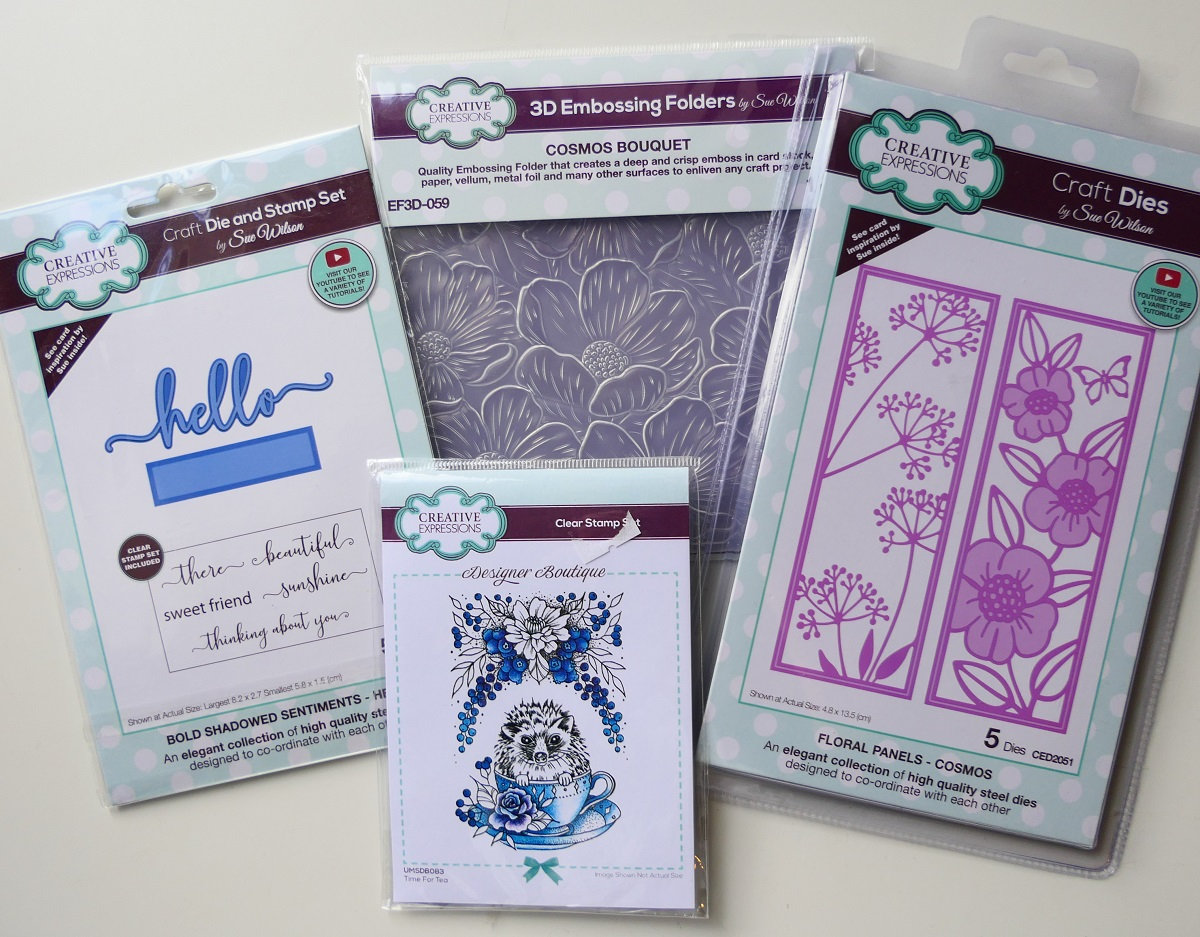 CREATIVE
EXPRESSIONS
Craft Die and Stamp Set
by Sue Wilson
VISIT OUR
YOUTUBE TO SEE
A VARIETY OF
TUTORIALS!
See card
inspiration by
Sue inside!
hello
CLEAR
STAMP SET
INCLUDED
there beautiful
sweet friend sunshine
thinking about you
Shown at Actual Size: Largest 8.2 x 2.7 Smallest 5.8 x 1.5 (cm)
BOLD SHADOWED SENTIMENTS - HE
An elegant collection of high quality steel
designed to co-ordinate with each o
CREATIVE
EXPRESSIONS
3D Embossing Folders by Sue Wilson
COSMOS BOUQUET
Quality Embossing Folder that creates a deep and crisp emboss in card stock,
paper, vellum, metal foil and many other surfaces to enliven any craft project.
EF3D-059
CREATIVE
EXPRESSIONS
Clear Stamp Set
Designer Boutique
UMSDB083
Time For Tea
Image Shown Not Actual Size
CREATIVE
EXPRESSIONS
Craft Dies
by Sue Wilson
See card
inspiration by
Sue inside!
VISIT OUR
YOUTUBE TO SEE
A VARIETY OF
TUTORIALS!
Shown at Actual Size: 4.8 x 13.5 (cm)
5 Dies CED2051
FLORAL PANELS - COSMOS
An elegant collection of high quality steel dies
designed to co-ordinate with each other